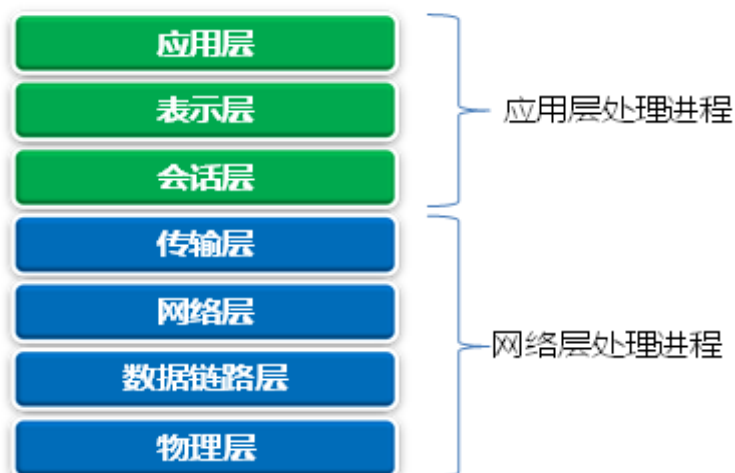 应用层
表示层
会话层
应用层处理进程
传输层
网络层
数据链路层
物理层
网络层处理进程